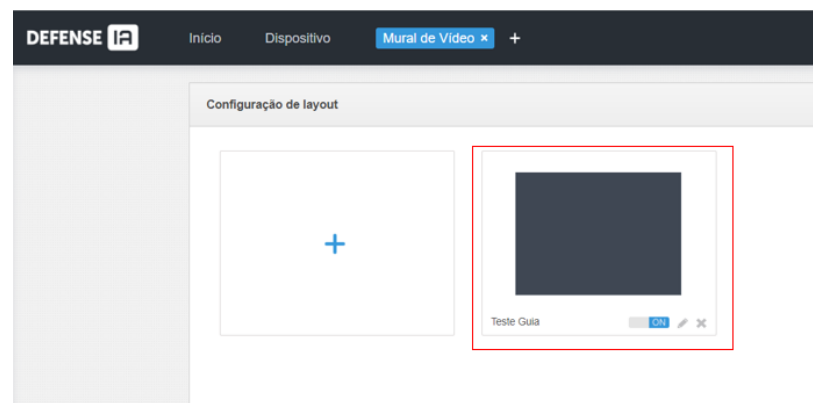 DEFENSE IA Início Dispositivo Mural de Vídeo × +
Configuração de layout
+
Teste Guia ON